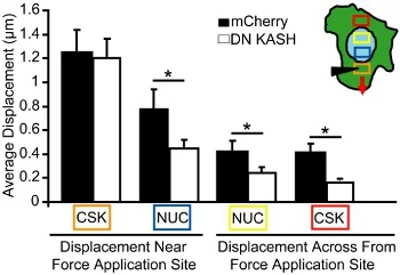 1.6
1.4
1.2
1
0.8
0.6
0.4
0.2
0
Average Displacement (µm)
mCherry
DN KASH
*
*
*
CSK
NUC
NUC
CSK
Displacement Near
Force Application Site
Displacement Across From
Force Application Site